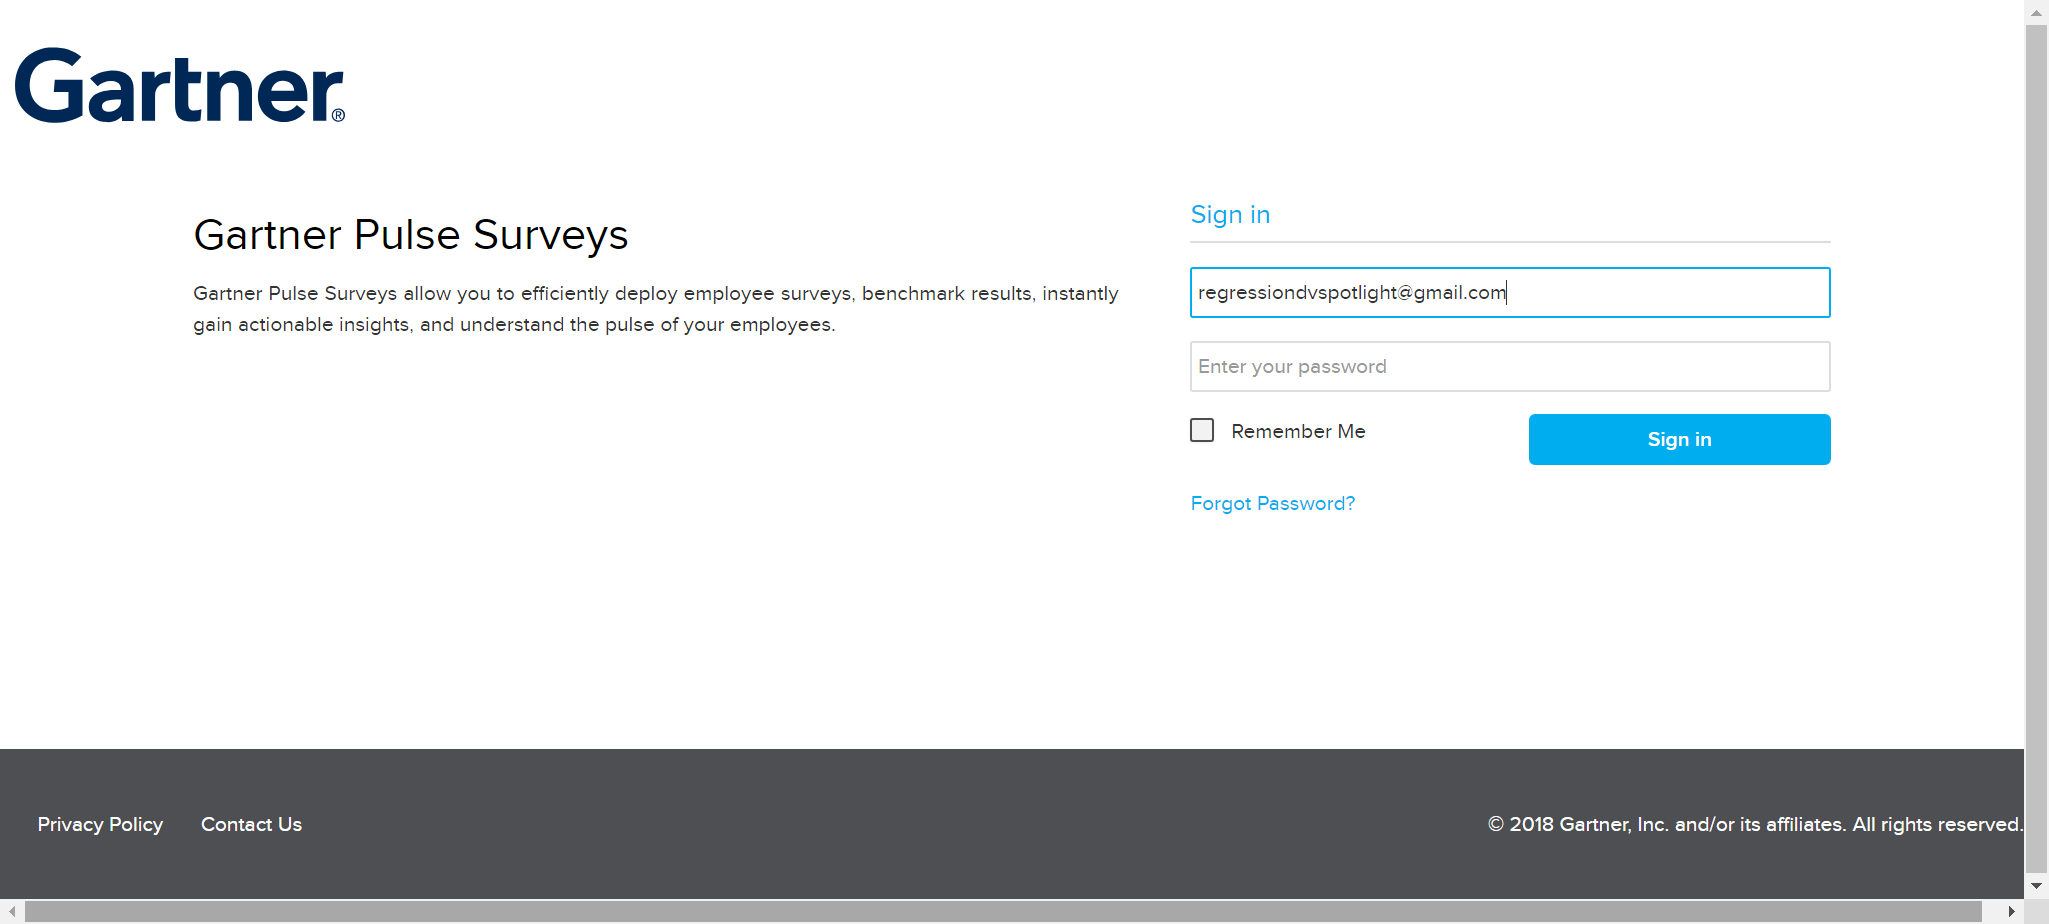 Gartner®
Gartner Pulse Surveys
Gartner Pulse Surveys allow you to efficiently deploy employee surveys, benchmark results, instantly
gain actionable insights, and understand the pulse of your employees.
Sign in
regressiondvspotlight@gmail.com
Enter your password
Remember Me
Sign in
Forgot Password?
Privacy Policy
Contact Us
© 2018 Gartner, Inc. and/or its affiliates. All rights reserved.